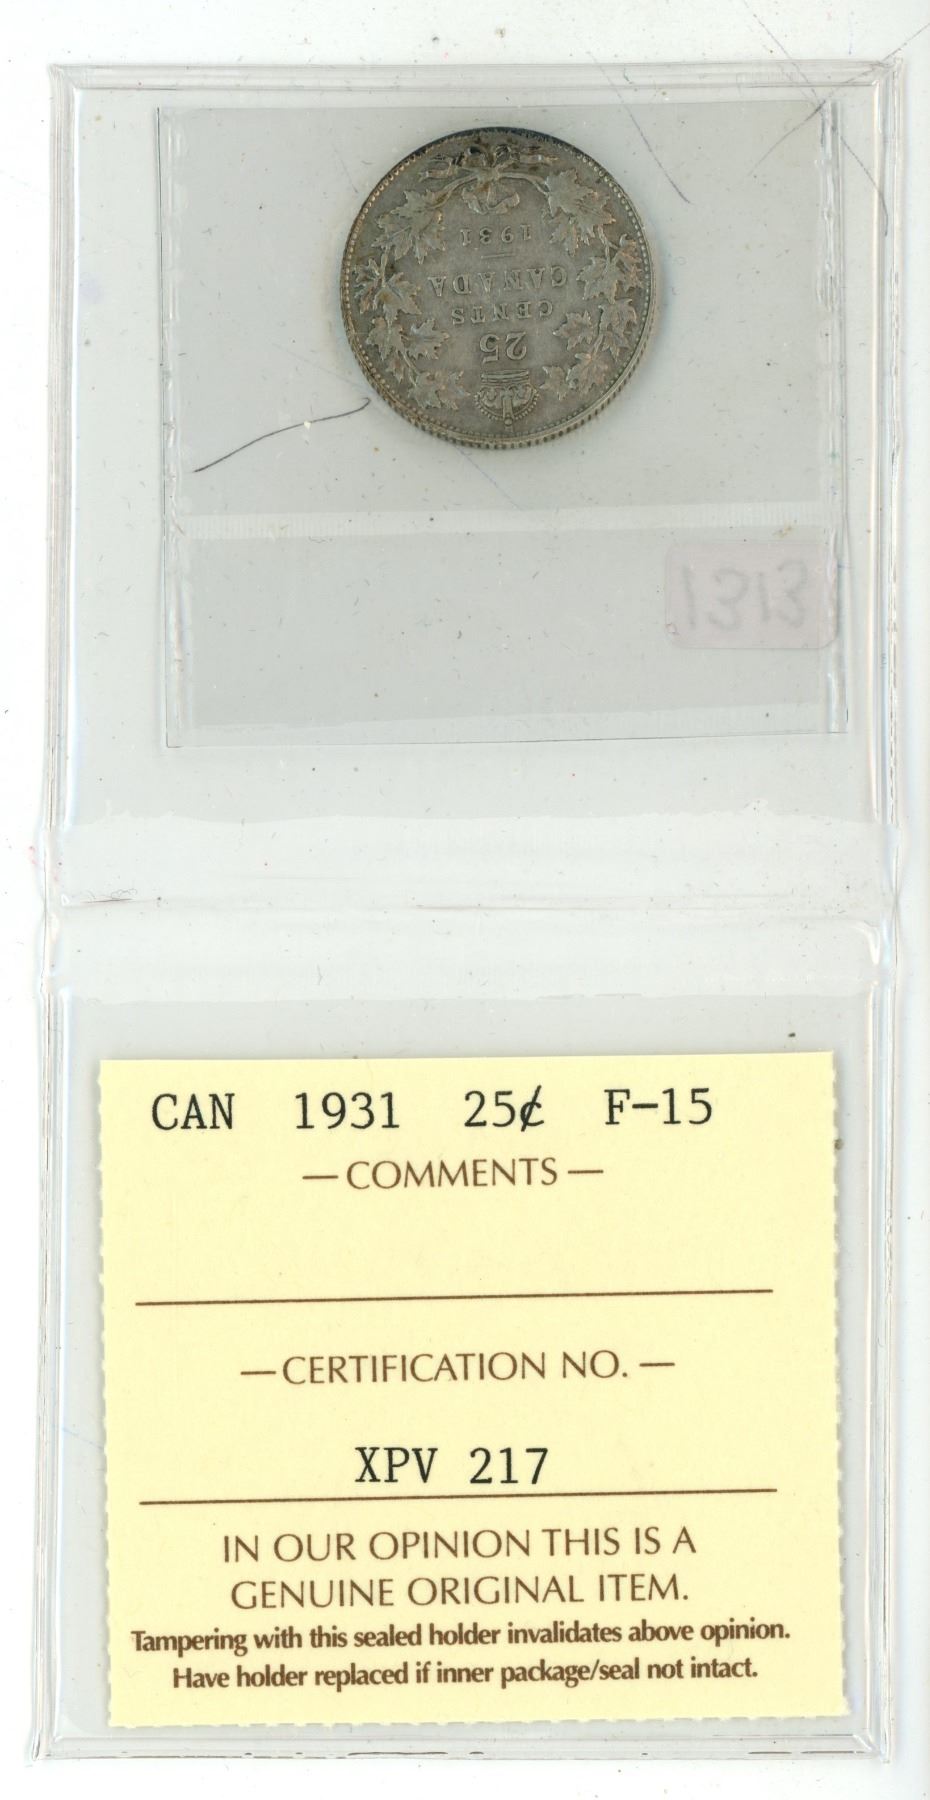 25
CENTS
CANADA
1931
1313
CAN 1931 25¢ F-15
— COMMENTS —
— CERTIFICATION NO. —
XPV 217
IN OUR OPINION THIS IS A
GENUINE ORIGINAL ITEM.
Tampering with this sealed holder invalidates above opinion.
Have holder replaced if inner package/seal not intact.